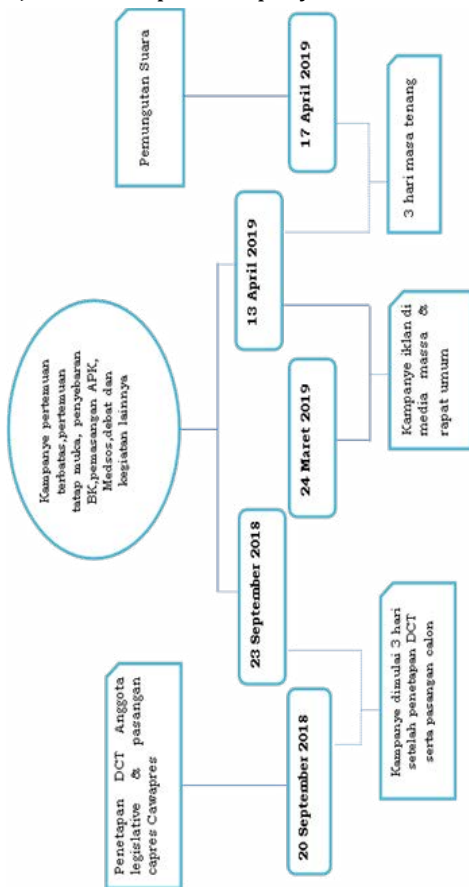 Penetapan DCT Anggota
legislative & pasangan
capres Cawapres
20 September 2018
Kampanye dimulai 3 hari
setelah penetapan DCT
serta pasangan calon
23 September 2018
Kampanye pertemuan
terbatas,pertemuan
tatap muka, penyebaran
BK,pemasangan APK,
Medsos,debat dan
kegiatan lainnya
24 Maret 2019
Kampanye iklan di
media massa &
rapat umum
13 April 2019
3 hari masa tenang
17 April 2019
Pemungutan Suara